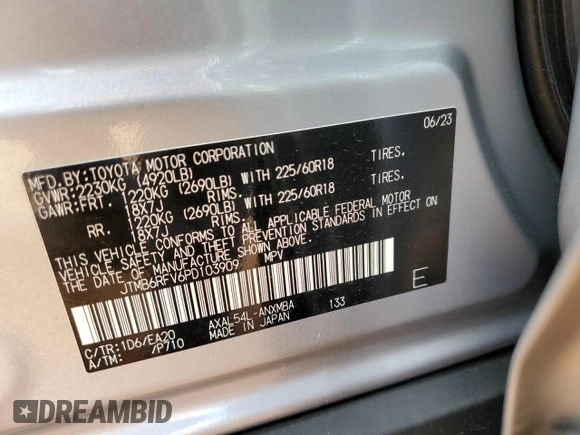 06/23
MFD.BY:TOYOTA MOTOR CORPORATION
GVWR:2230KG (4920LB)
GAWR:FRT. 1220KG (2690LB) WITH 225/60R18 TIRES.
18X7J RIMS.
RR. 1220KG (2690LB) WITH 225/60R18 TIRES.
18X7J RIMS.
THIS VEHICLE CONFORMS TO ALL APPLICABLE FEDERAL MOTOR
VEHICLE SAFETY AND THEFT PREVENTION STANDARDS IN EFFECT ON
THE DATE OF MANUFACTURE SHOWN ABOVE.
JTMB6RFV6PD103909 MPV
E
AXAL54L-ANXMBA 133
C/TR:1D6/EA20 MADE IN JAPAN
A/TM: /P710
DREAMBID